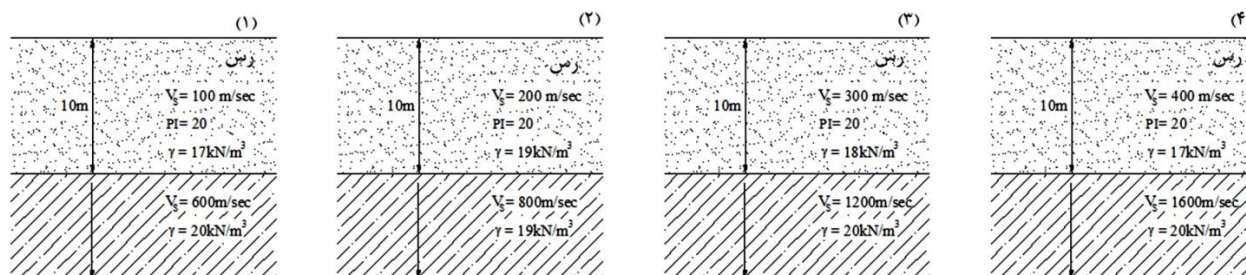 (۱)
رس
10m
Vs= 100 m/sec
PI= 20
γ = 17kN/m³
Vs= 600m/sec
γ = 20kN/m³
(۲)
رس
10m
Vs= 200 m/sec
PI= 20
γ = 19kN/m³
Vs= 800m/sec
γ = 19kN/m³
(۳)
رس
10m
Vs= 300 m/sec
PI= 20
γ = 18kN/m³
Vs= 1200m/sec
γ = 20kN/m³
(۴)
رس
10m
Vs= 400 m/sec
PI= 20
γ = 17kN/m³
Vs= 1600m/sec
γ = 20kN/m³